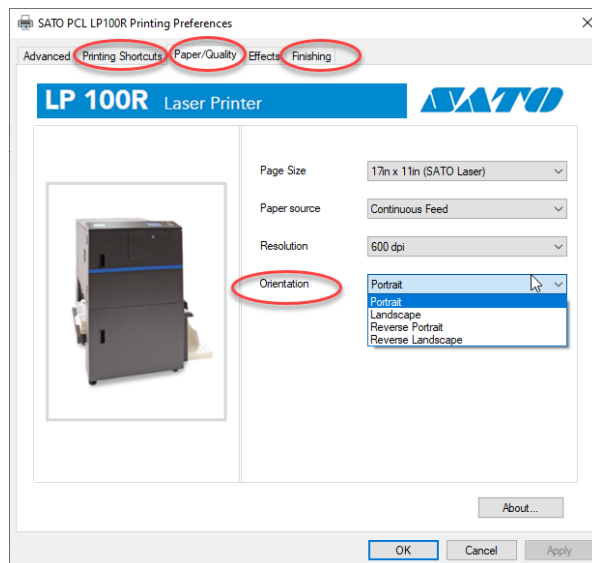 SATO PCL LP100R Printing Preferences
Advanced Printing Shortcuts Paper/Quality Effects Finishing
LP 100R Laser Printer SATO
Page Size 17in x 11in (SATO Laser)
Paper source Continuous Feed
Resolution 600 dpi
Orientation Portrait
Portrait
Landscape
Reverse Portrait
Reverse Landscape
About...
OK Cancel Apply